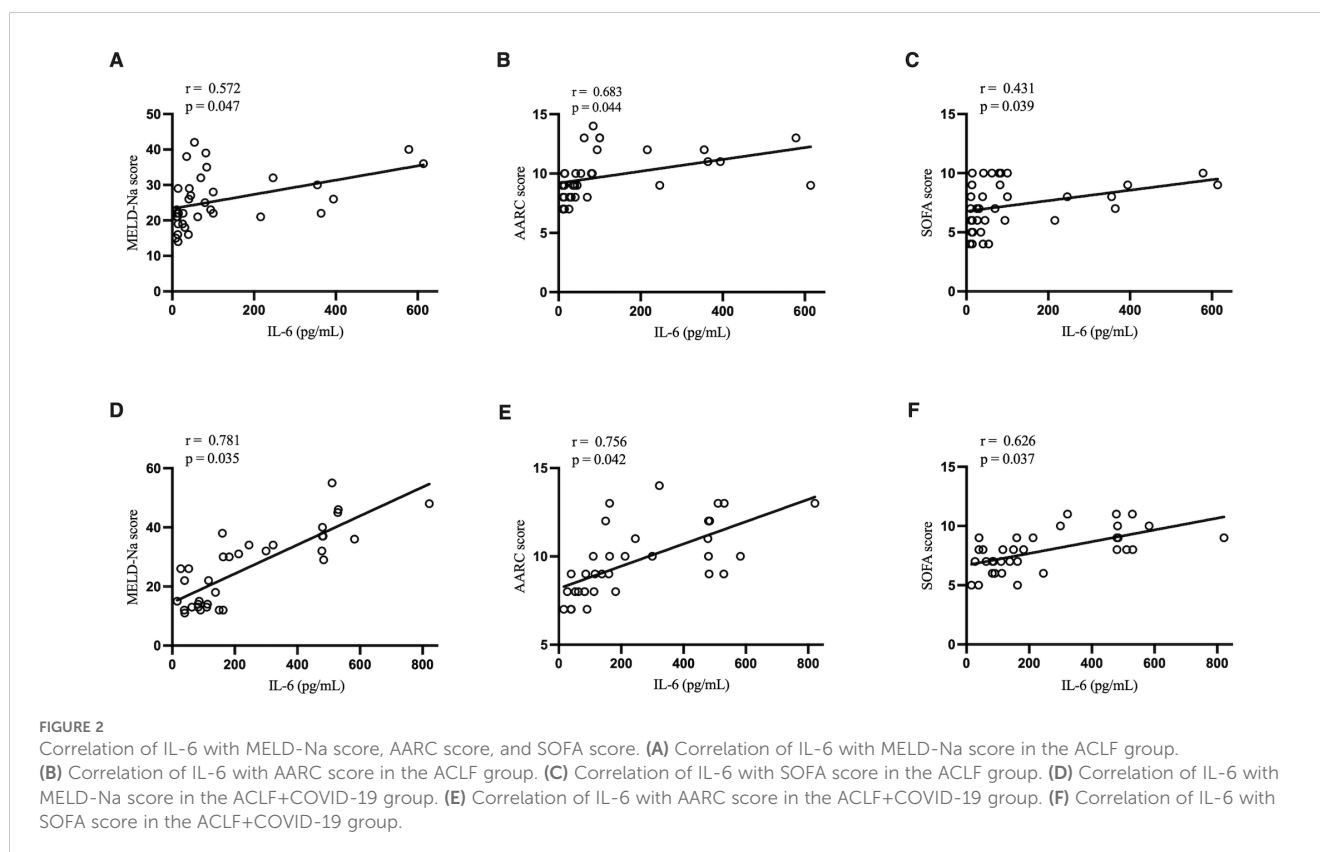 A
r = 0.572
p = 0.047
MELD-Na score
50
40
30
20
10
0
0 200 400 600
IL-6 (pg/mL)
B
r = 0.683
p = 0.044
AARC score
15
10
5
0
0 200 400 600
IL-6 (pg/mL)
C
r = 0.431
p = 0.039
SOFA score
15
10
5
0
0 200 400 600
IL-6 (pg/mL)
D
r = 0.781
p = 0.035
MELD-Na score
60
40
20
0
0 200 400 600 800
IL-6 (pg/mL)
E
r = 0.756
p = 0.042
AARC score
15
10
5
0 200 400 600 800
IL-6 (pg/mL)
F
r = 0.626
p = 0.037
SOFA score
15
10
5
0
0 200 400 600 800
IL-6 (pg/mL)
FIGURE 2
Correlation of IL-6 with MELD-Na score, AARC score, and SOFA score. (A) Correlation of IL-6 with MELD-Na score in the ACLF group.
(B) Correlation of IL-6 with AARC score in the ACLF group. (C) Correlation of IL-6 with SOFA score in the ACLF group. (D) Correlation of IL-6 with
MELD-Na score in the ACLF+COVID-19 group. (E) Correlation of IL-6 with AARC score in the ACLF+COVID-19 group. (F) Correlation of IL-6 with
SOFA score in the ACLF+COVID-19 group.